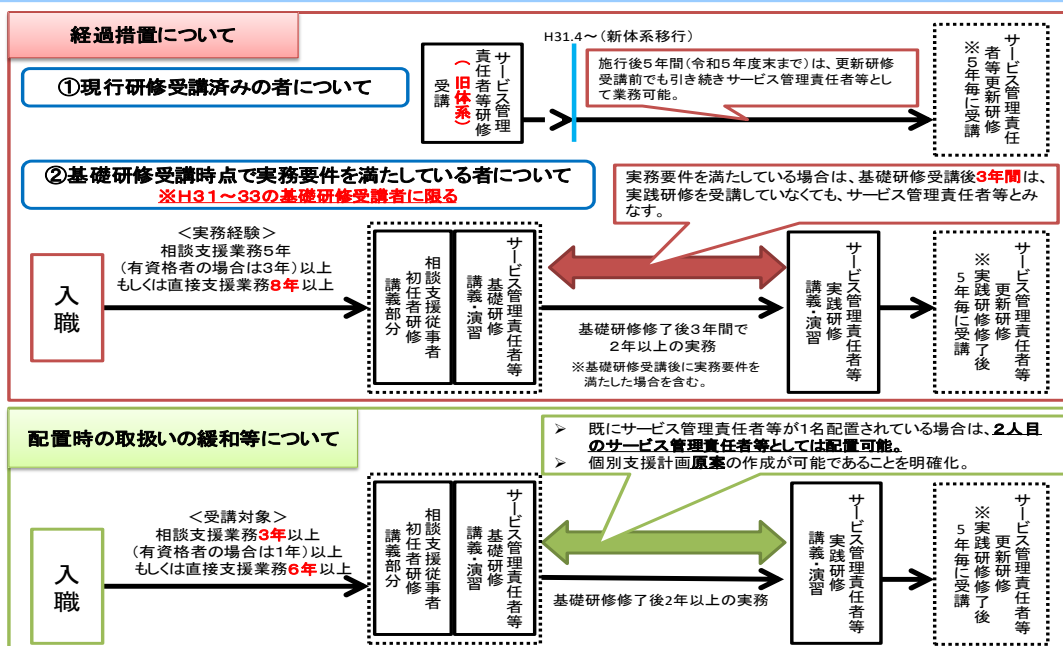 経過措置について
①現行研修受講済みの者について
サービス管理
責任者等研修
（旧体系）
受講
H31.4～（新体系移行）
施行後5年間（令和5年度末まで）は、更新研修
受講前でも引き続きサービス管理責任者等とし
て業務可能。
サービス管理責任
者等更新研修
※5年毎に受講
②基礎研修受講時点で実務要件を満たしている者について
※H31～33の基礎研修受講者に限る
実務要件を満たしている場合は、基礎研修受講後3年間は、
実践研修を受講していなくても、サービス管理責任者等とみ
なす。
入職
＜実務経験＞
相談支援業務5年
（有資格者の場合は3年）以上
もしくは直接支援業務8年以上
相談支援従事者
初任者研修
講義部分
サービス管理責任者等
基礎研修
講義・演習
基礎研修修了後3年間で
2年以上の実務
※基礎研修受講後に実務要件を
満たした場合を含む。
サービス管理責任者等
実践研修
講義・演習
サービス管理責任者等
更新研修
※実践研修修了後
5年毎に受講
配置時の取扱いの緩和等について
➢ 既にサービス管理責任者等が1名配置されている場合は、2人目
のサービス管理責任者等としては配置可能。
➢ 個別支援計画原案の作成が可能であることを明確化。
入職
＜受講対象＞
相談支援業務3年以上
（有資格者の場合は1年）以上
もしくは直接支援業務6年以上
相談支援従事者
初任者研修
講義部分
サービス管理責任者等
基礎研修
講義・演習
基礎研修修了後2年以上の実務
サービス管理責任者等
実践研修
講義・演習
サービス管理責任者等
更新研修
※実践研修修了後
5年毎に受講